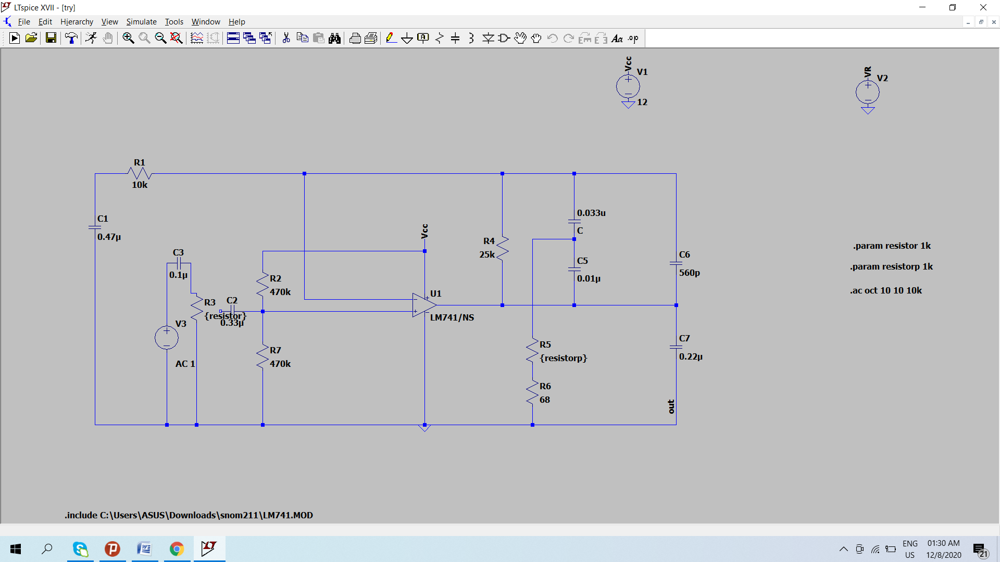 LTspice XVII - [try]
File Edit Hierarchy View Simulate Tools Window Help
Vcc
V1
12
VR
V2
R1
10k
C1
0.47µ
C3
0.1µ
R3
{resistor}
C2
0.33µ
V3
AC 1
R2
470k
R7
470k
Vcc
U1
LM741/NS
R4
25k
0.033u
C
C5
0.01µ
C6
560p
R5
{resistorp}
R6
68
C7
0.22µ
out
.param resistor 1k
.param resistorp 1k
.ac oct 10 10 10k
.include C:\Users\ASUS\Downloads\snom211\LM741.MOD
ENG
US
01:30 AM
12/8/2020
21